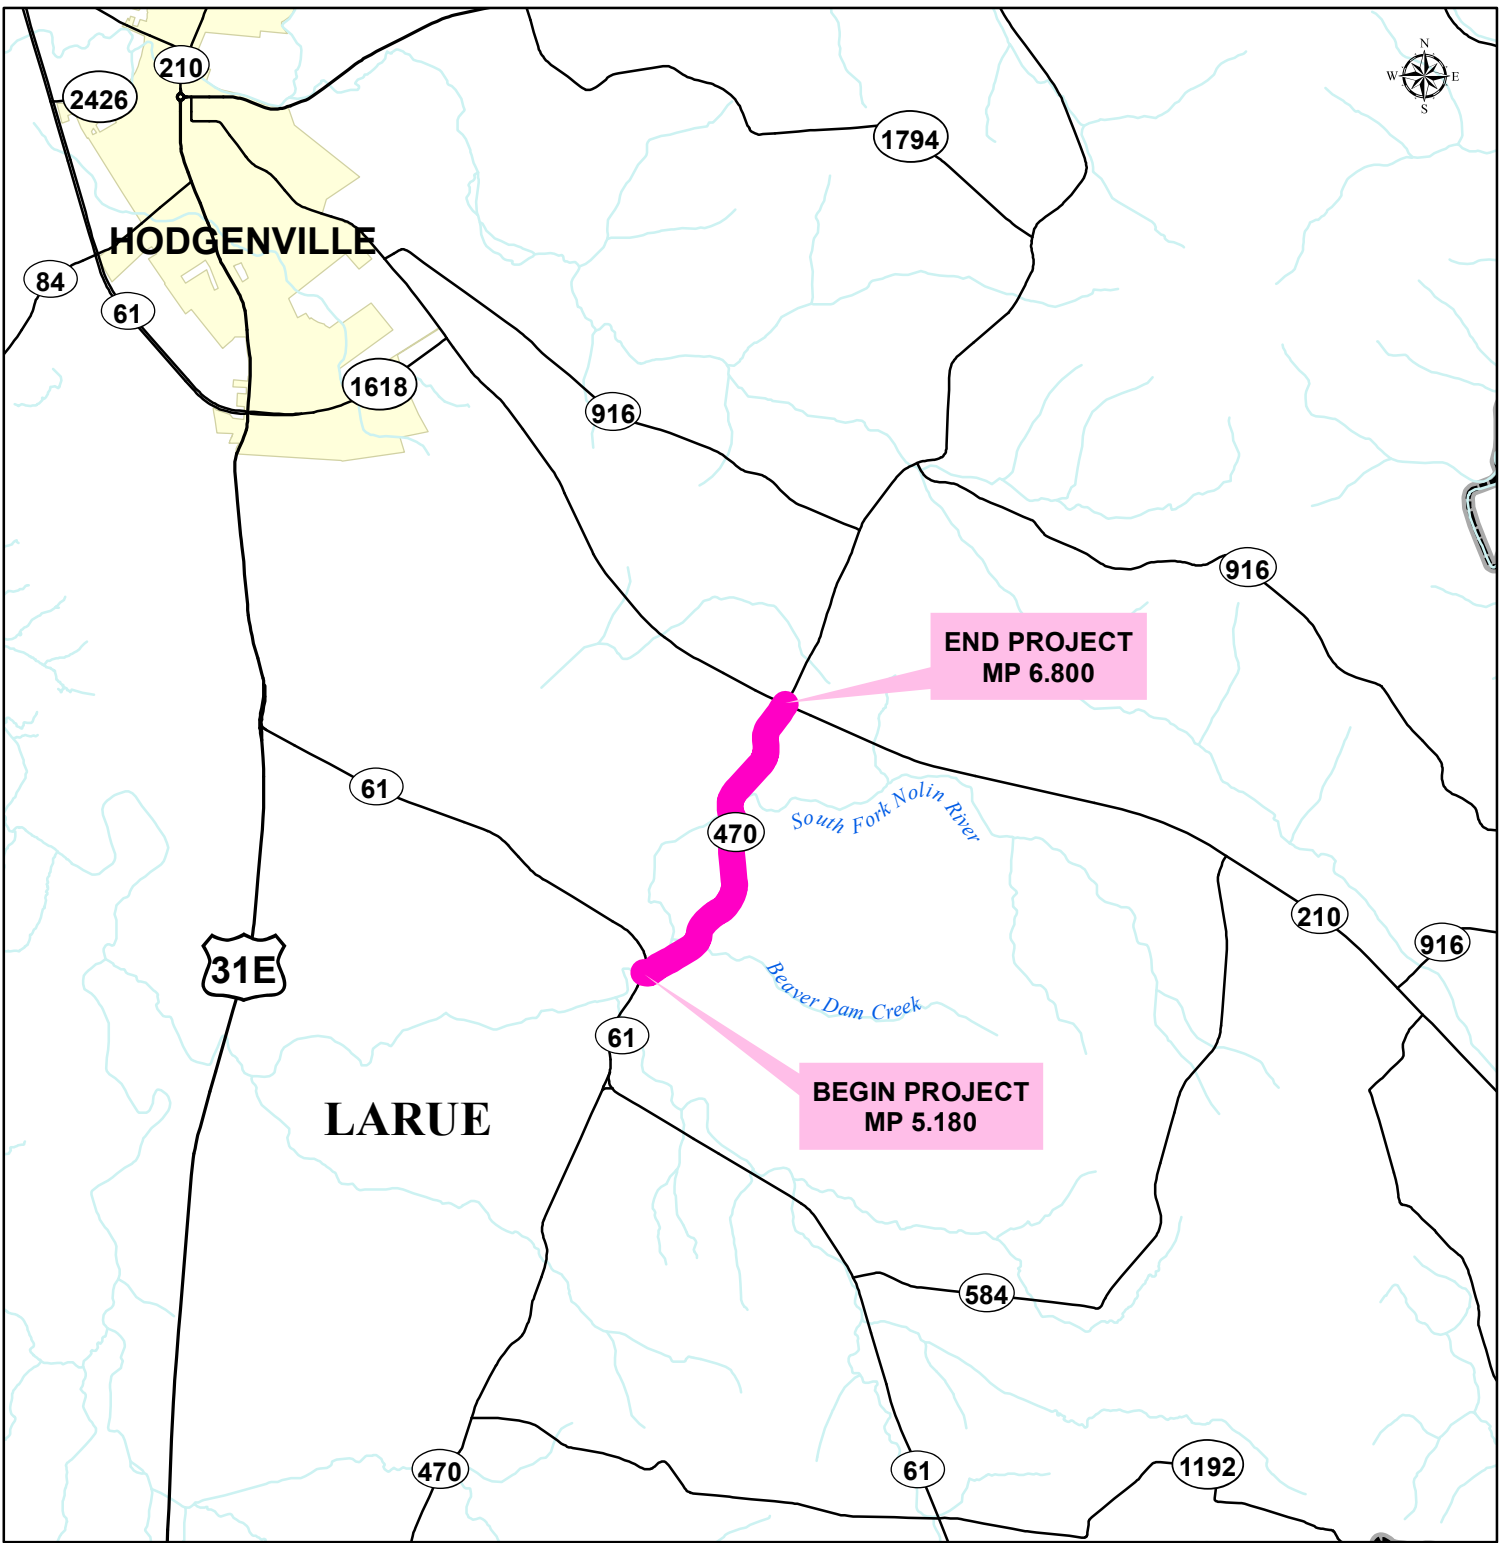 210
N
W
E
S
2426
1794
HODGENVILLE
84
61
1618
916
916
END PROJECT
MP 6.800
61
South Fork Nolin River
470
210
916
31E
Beaver Dam Creek
61
BEGIN PROJECT
MP 5.180
LARUE
584
470
61
1192